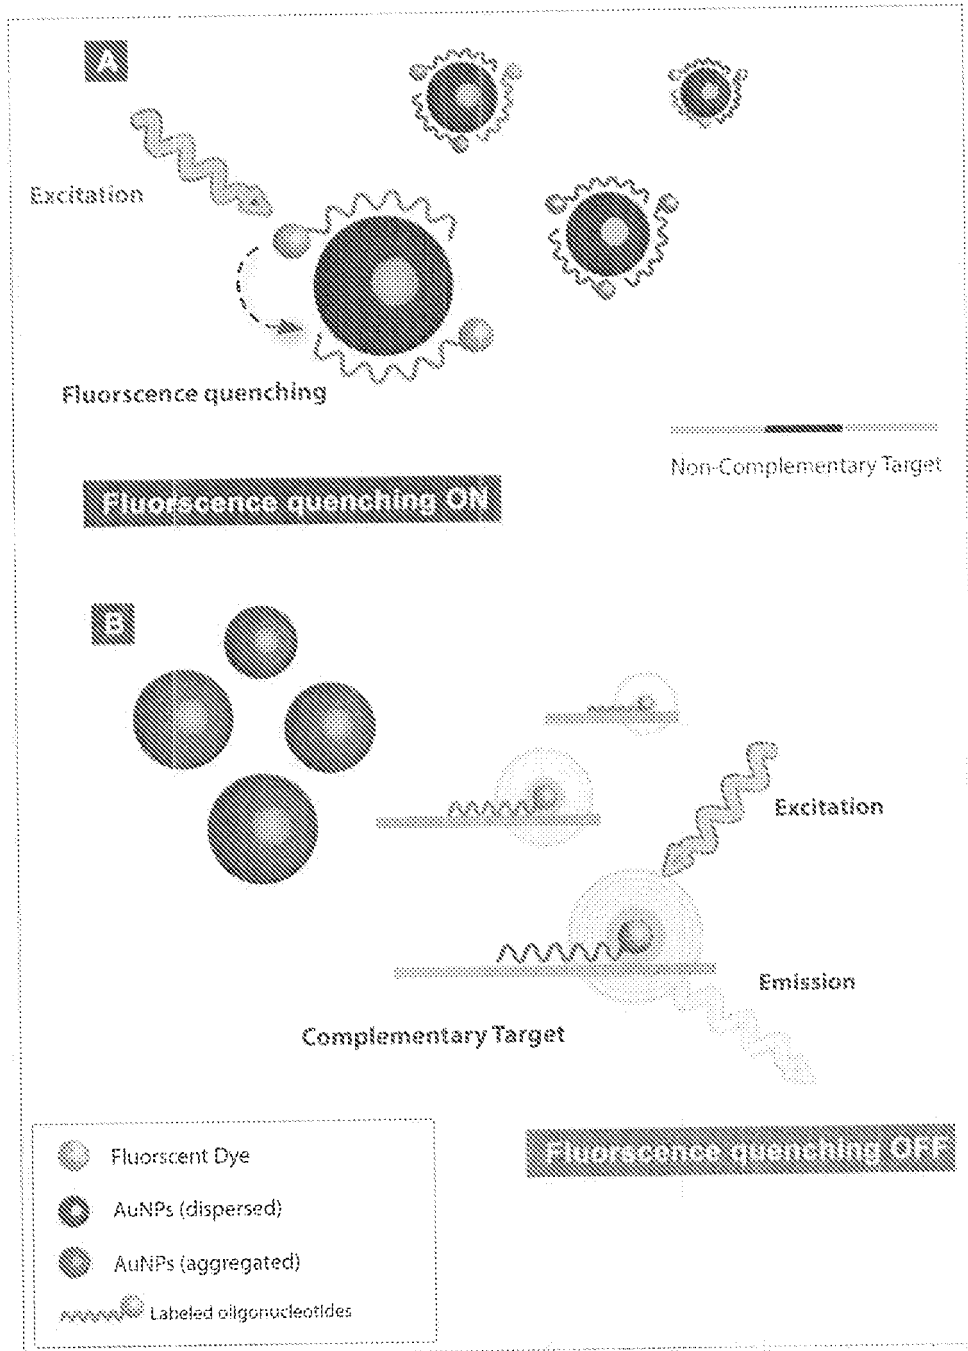 A
Excitation
Fluorscence quenching
Non-Complementary Target
Fluorscence quenching ON
B
Excitation
Emission
Complementary Target
Fluorscence quenching OFF
Fluorscent Dye
AuNPs (dispersed)
AuNPs (aggregated)
Labeled oligonucleotides